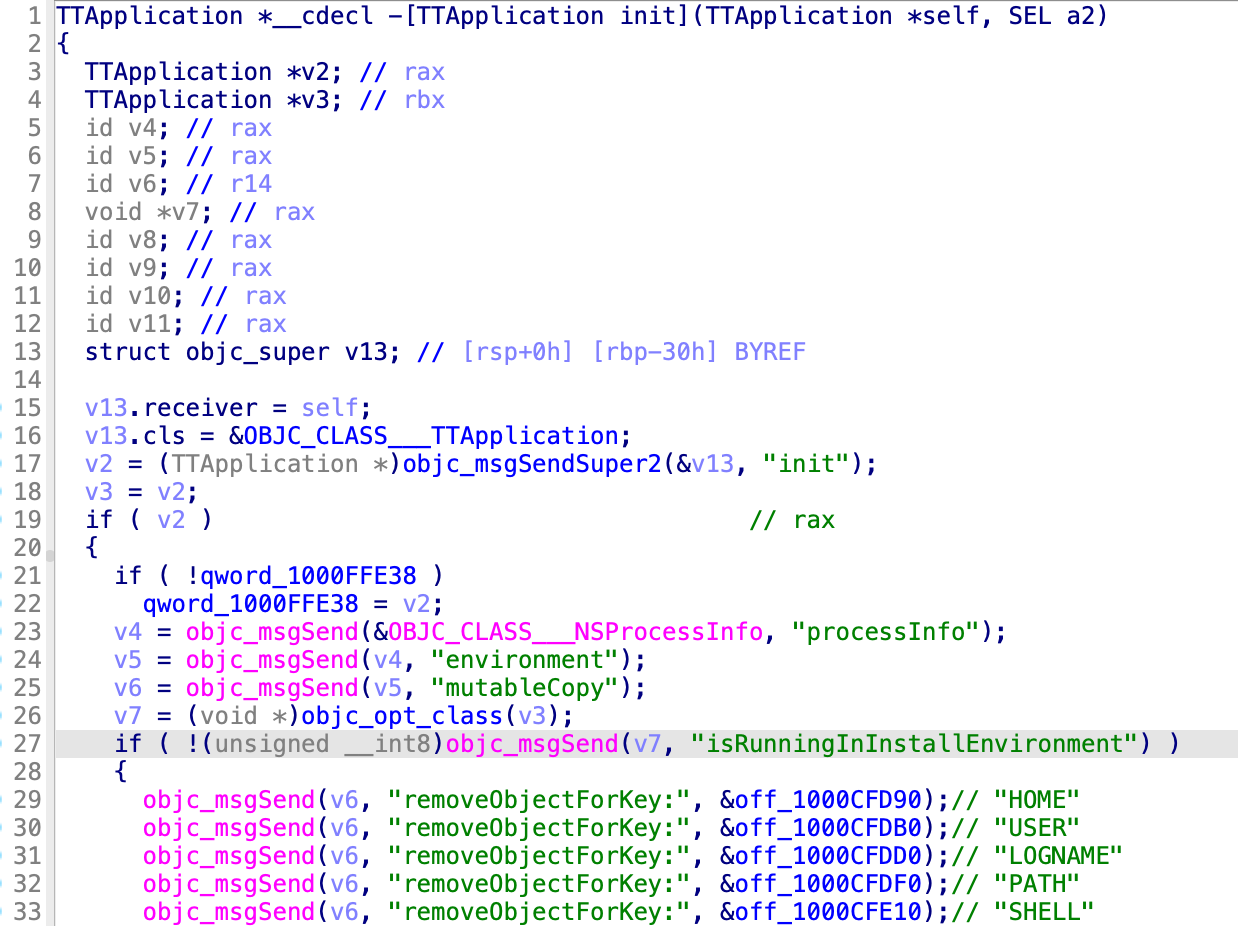 1 TTApplication *__cdecl -[TTApplication init](TTApplication *self, SEL a2)
2 {
3   TTApplication *v2; // rax
4   TTApplication *v3; // rbx
5   id v4; // rax
6   id v5; // rax
7   id v6; // r14
8   void *v7; // rax
9   id v8; // rax
10   id v9; // rax
11   id v10; // rax
12   id v11; // rax
13   struct objc_super v13; // [rsp+0h] [rbp-30h] BYREF
14
15   v13.receiver = self;
16   v13.cls = &OBJC_CLASS___TTApplication;
17   v2 = (TTApplication *)objc_msgSendSuper2(&v13, "init");
18   v3 = v2;
19   if ( v2 )                                     // rax
20   {
21     if ( !qword_1000FFE38 )
22       qword_1000FFE38 = v2;
23     v4 = objc_msgSend(&OBJC_CLASS___NSProcessInfo, "processInfo");
24     v5 = objc_msgSend(v4, "environment");
25     v6 = objc_msgSend(v5, "mutableCopy");
26     v7 = (void *)objc_opt_class(v3);
27     if ( !(unsigned __int8)objc_msgSend(v7, "isRunningInInstallEnvironment") )
28     {
29       objc_msgSend(v6, "removeObjectForKey:", &off_1000CFD90);// "HOME"
30       objc_msgSend(v6, "removeObjectForKey:", &off_1000CFDB0);// "USER"
31       objc_msgSend(v6, "removeObjectForKey:", &off_1000CFDD0);// "LOGNAME"
32       objc_msgSend(v6, "removeObjectForKey:", &off_1000CFDF0);// "PATH"
33       objc_msgSend(v6, "removeObjectForKey:", &off_1000CFE10);// "SHELL"